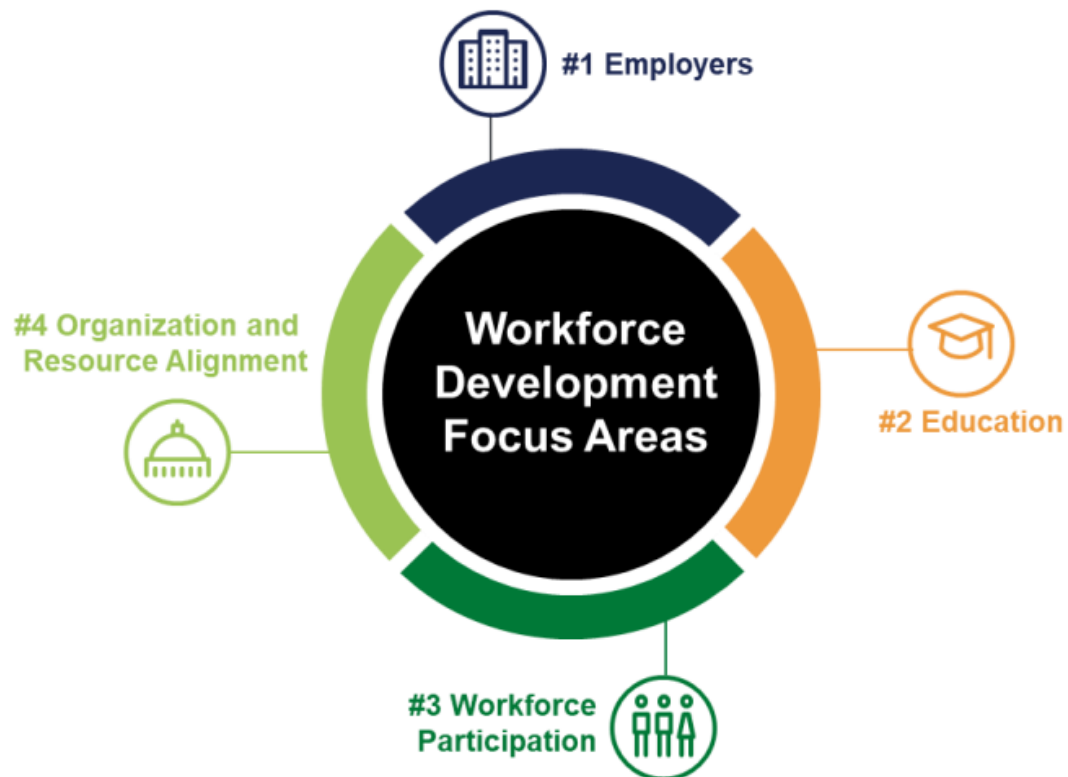 #1 Employers
Workforce
Development
Focus Areas
#2 Education
#3 Workforce
Participation
#4 Organization and
Resource Alignment